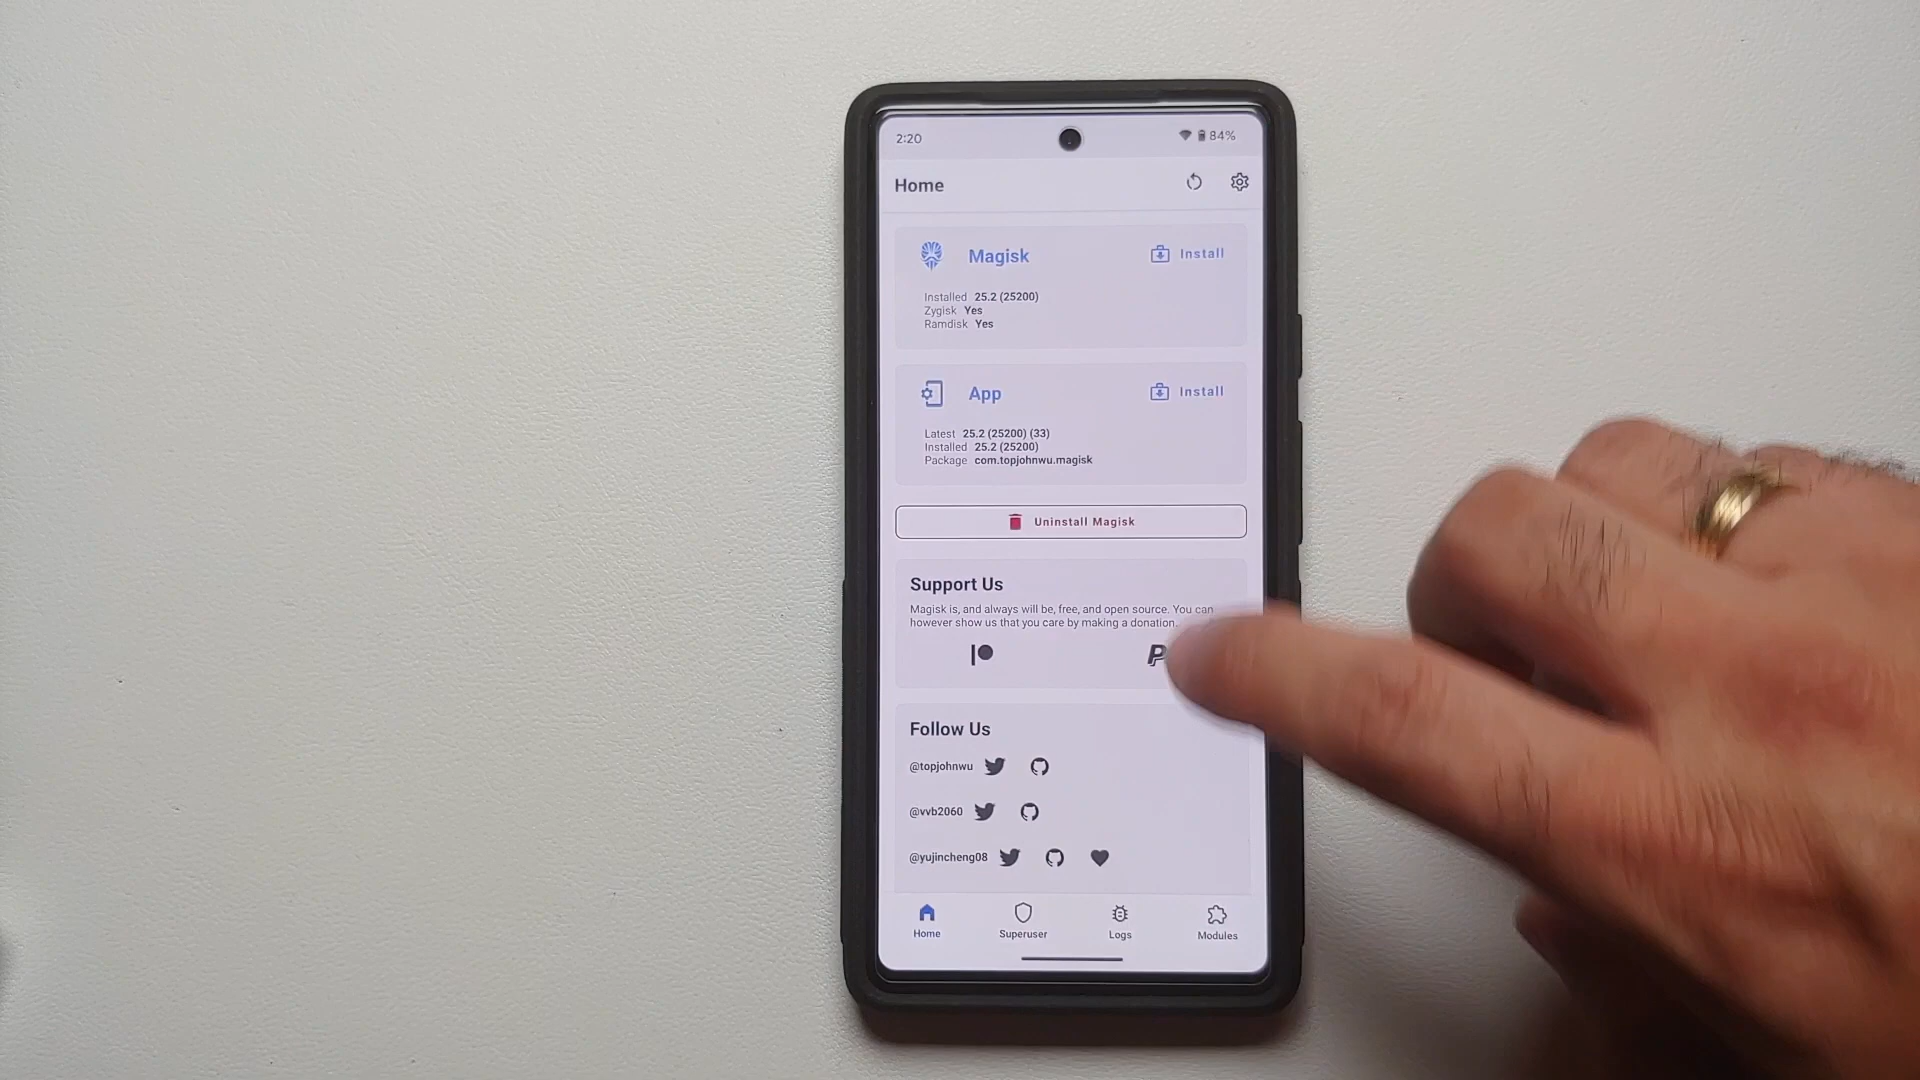 2:20
84%
Home
Magisk
Install
Installed 25.2 (25200)
Zygisk Yes
Ramdisk Yes
App
Install
Latest 25.2 (25200) (33)
Installed 25.2 (25200)
Package com.topjohnwu.magisk
Uninstall Magisk
Support Us
Magisk is, and always will be, free, and open source. You can
however show us that you care by making a donation.
Follow Us
@topjohnwu
@vvb2060
@yujincheng08
Home
Superuser
Logs
Modules